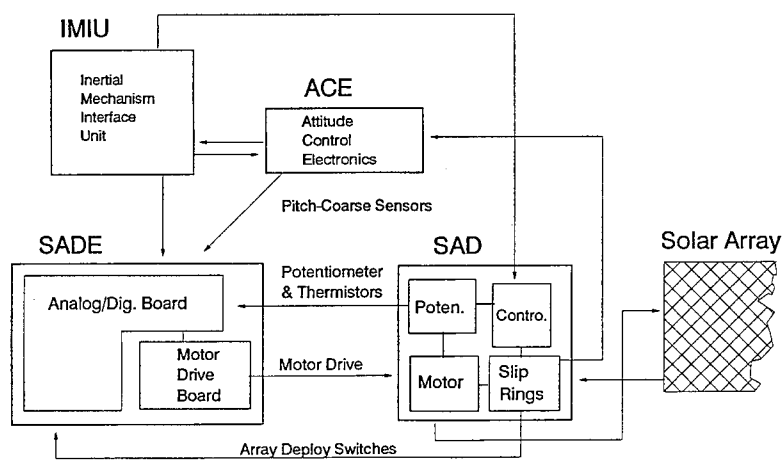 IMIU
Inertial
Mechanism
Interface
Unit
ACE
Attitude
Control
Electronics
Pitch-Coarse Sensors
SADE
Analog/Dig. Board
Motor
Drive
Board
Potentiometer
& Thermistors
Motor Drive
SAD
Poten.
Contro.
Motor
Slip
Rings
Solar Array
Array Deploy Switches